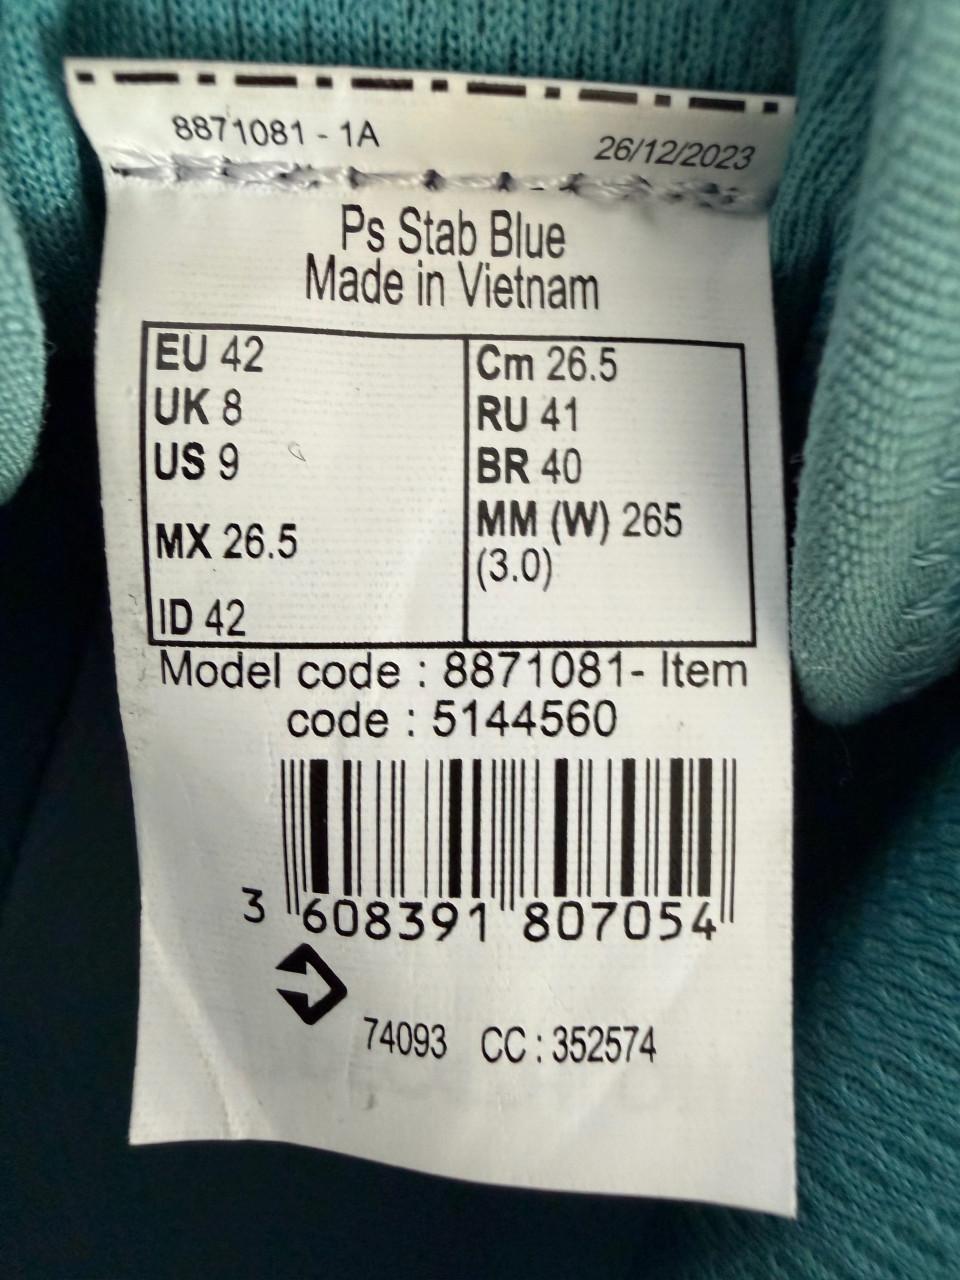 8871081 - 1A
26/12/2023
Ps Stab Blue
Made in Vietnam
EU 42
UK 8
US 9
MX 26.5
ID 42
Cm 26.5
RU 41
BR 40
MM (W) 265
(3.0)
Model code : 8871081- Item
code : 5144560
3 608391 807054
74093 CC : 352574